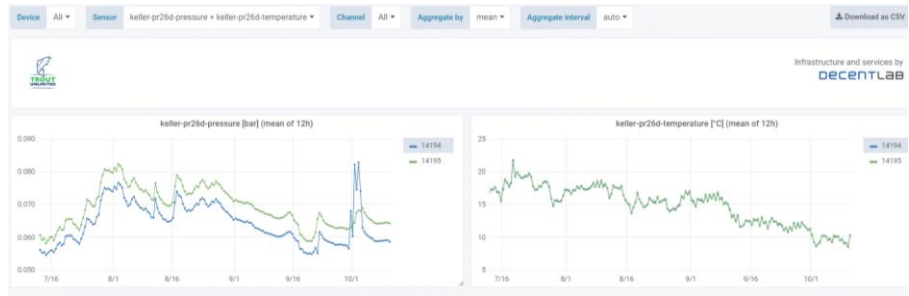 Device All Sensor keller-pr26d-pressure + keller-pr26d-temperature Channel All Aggregate by mean Aggregate interval auto Download as CSV
TROUT
UNLIMITED
Infrastructure and services by
DECENTLAB
keller-pr26d-pressure [bar] (mean of 12h)
0.090
0.080
0.070
0.060
0.050
7/16 8/1 8/16 9/1 9/16 10/1
14194
14195
keller-pr26d-temperature [°C] (mean of 12h)
25
20
15
10
5
7/16 8/1 8/16 9/1 9/16 10/1
14194
14195